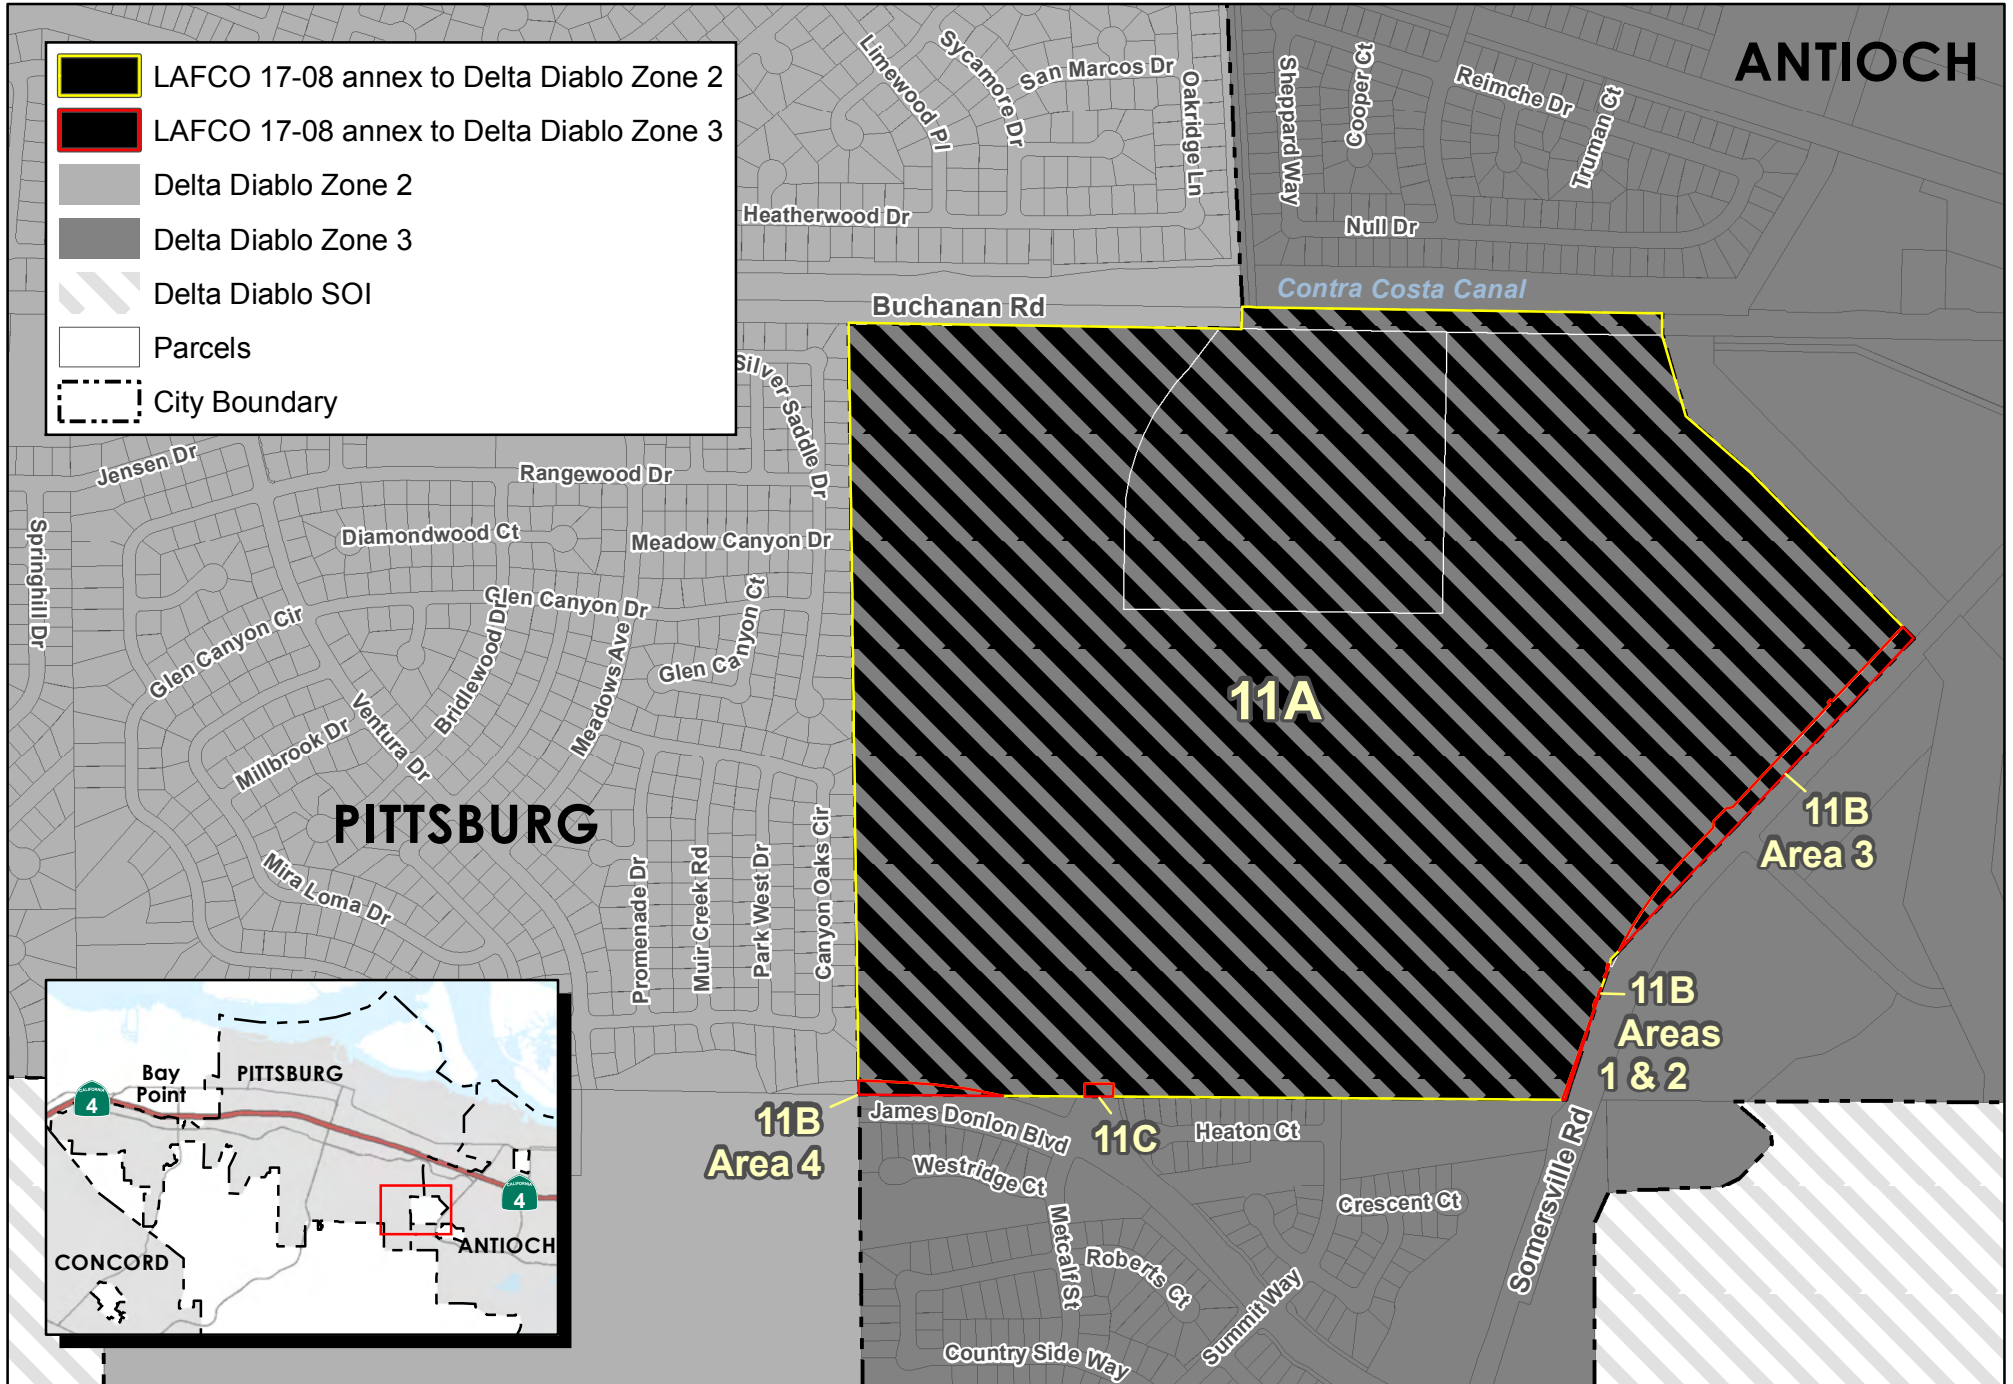 LAFCO 17-08 annex to Delta Diablo Zone 2
LAFCO 17-08 annex to Delta Diablo Zone 3
Delta Diablo Zone 2
Delta Diablo Zone 3
Delta Diablo SOI
Parcels
City Boundary
ANTIOCH
Limewood Pl
Sycamore Dr
San Marcos Dr
Oakridge Ln
Sheppard Way
Cooper Ct
Reimche Dr
Truman Ct
Heatherwood Dr
Null Dr
Contra Costa Canal
Buchanan Rd
Silver Saddle Dr
Jensen Dr
Rangewood Dr
Springhill Dr
Diamondwood Ct
Meadow Canyon Dr
Glen Canyon Dr
Glen Canyon Cir
Bridlewood Dr
Meadows Ave
Glen Canyon Ct
Ventura Dr
Millbrook Dr
11A
PITTSBURG
11B
Area 3
Mira Loma Dr
Promenade Dr
Muir Creek Rd
Park West Dr
Canyon Oaks Cir
11B
Areas
1 & 2
11B
Area 4
James Donlon Blvd
11C
Heaton Ct
Westridge Ct
Crescent Ct
Metcalf St
Roberts Ct
Summit Way
Somersville Rd
Country Side Way
Bay
Point
PITTSBURG
CALIFORNIA
4
CALIFORNIA
4
CONCORD
ANTIOCH